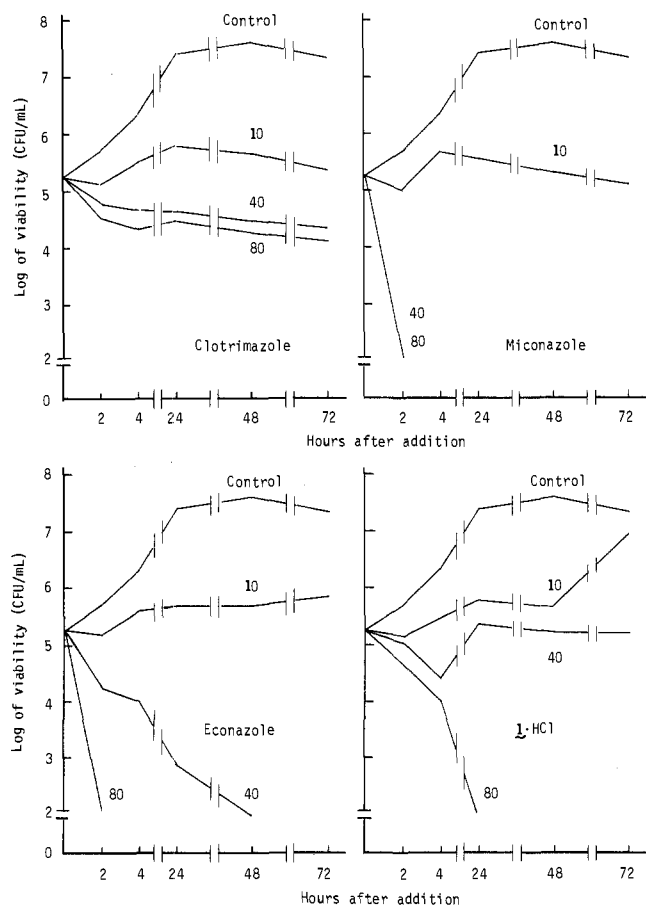 Control
8
7
6
5
4
3
2
0
Log of viability (CFU/mL)
10
40
80
Clotrimazole
2 4 24 48 72
Control
10
40
80
Miconazole
2 4 24 48 72
Hours after addition
Control
8
7
6
5
4
3
2
0
Log of viability (CFU/mL)
10
Econazole
80
40
2 4 24 48 72
Control
10
40
1·HCl
80
2 4 24 48 72
Hours after addition